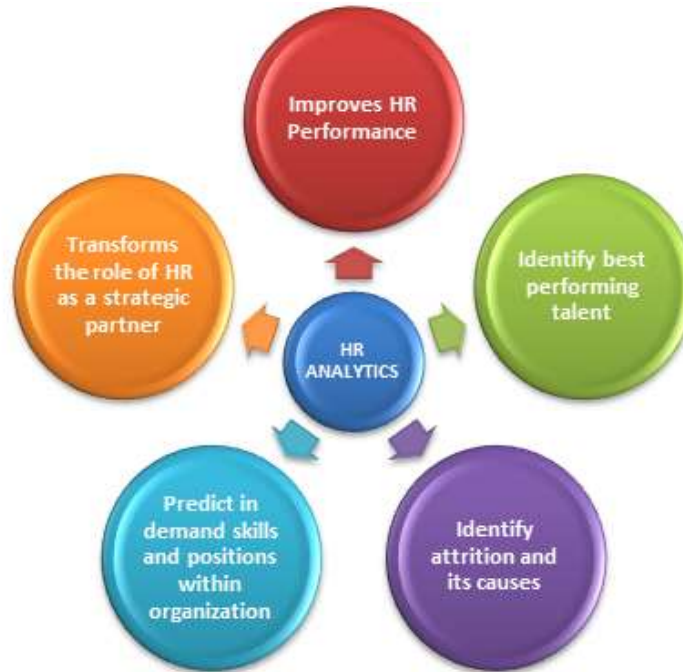 Improves HR
Performance
Transforms
the role of HR
as a strategic
partner
Identify best
performing
talent
HR
ANALYTICS
Predict in
demand skills
and positions
within
organization
Identify
attrition and
its causes